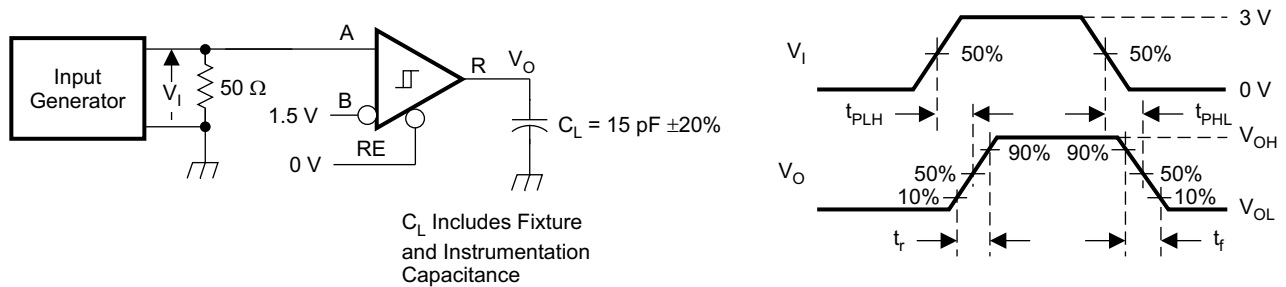 Input
Generator
V_I
50 Ω
A
B
1.5 V
RE
0 V
R
V_O
C_L = 15 pF ±20%
C_L Includes Fixture
and Instrumentation
Capacitance
V_I
50%
50%
3 V
0 V
t_PLH
t_PHL
V_O
90%
90%
50%
50%
10%
10%
V_OH
V_OL
t_r
t_f